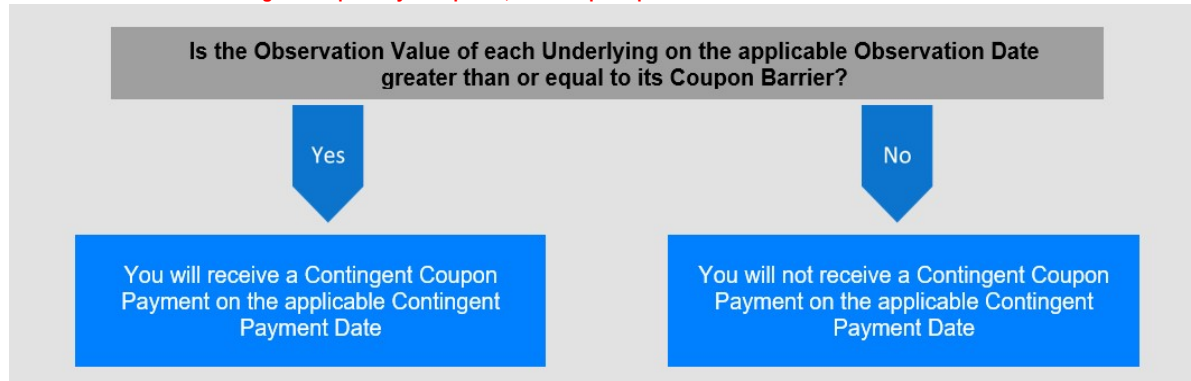 Is the Observation Value of each Underlying on the applicable Observation Date
greater than or equal to its Coupon Barrier?
Yes
No
You will receive a Contingent Coupon
Payment on the applicable Contingent
Payment Date
You will not receive a Contingent Coupon
Payment on the applicable Contingent
Payment Date